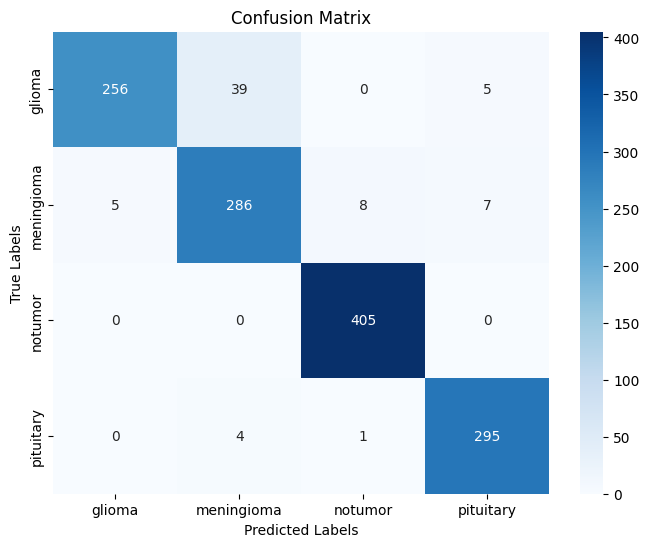 Confusion Matrix
glioma 256 39 0 5
meningioma 5 286 8 7
notumor 0 0 405 0
pituitary 0 4 1 295
glioma meningioma notumor pituitary
Predicted Labels
True Labels
400
350
300
250
200
150
100
50
0